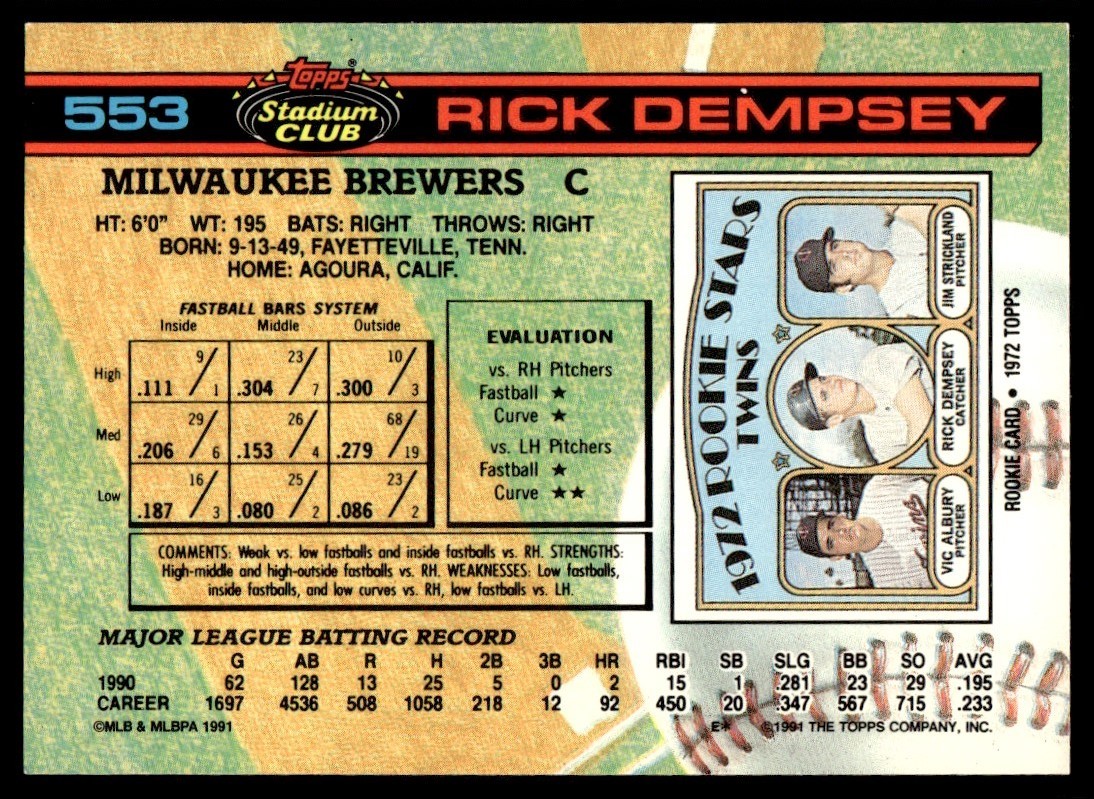 553 Topps® Stadium CLUB RICK DEMPSEY
MILWAUKEE BREWERS C
HT: 6'0" WT: 195 BATS: RIGHT THROWS: RIGHT
BORN: 9-13-49, FAYETTEVILLE, TENN.
HOME: AGOURA, CALIF.
FASTBALL BARS SYSTEM
Inside Middle Outside
High .111 9/1 .304 23/7 .300 10/3
Med .206 29/6 .153 26/4 .279 68/19
Low .187 16/3 .080 25/2 .086 23/2
EVALUATION
vs. RH Pitchers
Fastball ★
Curve ★
vs. LH Pitchers
Fastball ★
Curve ★★
COMMENTS: Weak vs. low fastballs and inside fastballs vs. RH. STRENGTHS:
High-middle and high-outside fastballs vs. RH. WEAKNESSES: Low fastballs,
inside fastballs, and low curves vs. RH, low fastballs vs. LH.
1972 ROOKIE STARS
TWINS
Twins
VIC ALBURY
PITCHER
RICK DEMPSEY
CATCHER
JIM STRICKLAND
PITCHER
ROOKIE CARD • 1972 TOPPS
MAJOR LEAGUE BATTING RECORD
G AB R H 2B 3B HR RBI SB SLG BB SO AVG
1990 62 128 13 25 5 0 2 15 1 .281 23 29 .195
CAREER 1697 4536 508 1058 218 12 92 450 20 .347 567 715 .233
©MLB & MLBPA 1991 E* ©1991 THE TOPPS COMPANY, INC.